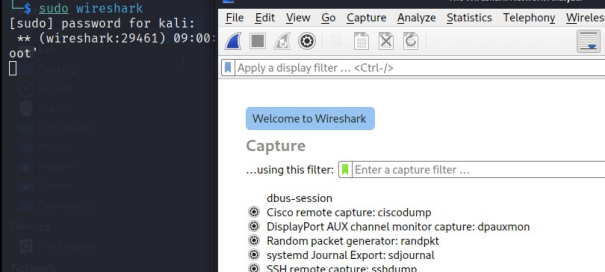 └─$ sudo wireshark
[sudo] password for kali:
** (wireshark:29461) 09:00:
oot'
File Edit View Go Capture Analyze Statistics Telephony Wireles
Apply a display filter … <Ctrl-/>
Welcome to Wireshark
Capture
…using this filter: Enter a capture filter …
dbus-session
Cisco remote capture: ciscodump
DisplayPort AUX channel monitor capture: dpauxmon
Random packet generator: randpkt
systemd Journal Export: sdjournal
SSH remote capture: sshdump